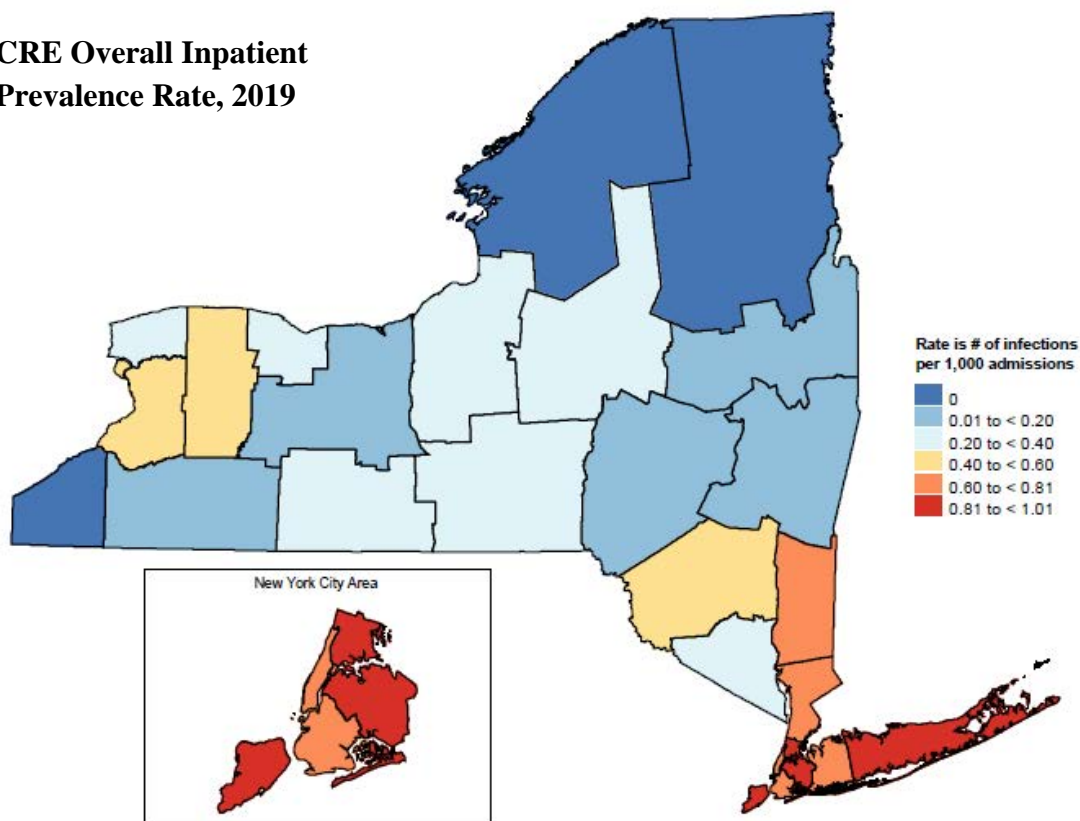 CRE Overall Inpatient
Prevalence Rate, 2019
Rate is # of infections
per 1,000 admissions
0
0.01 to < 0.20
0.20 to < 0.40
0.40 to < 0.60
0.60 to < 0.81
0.81 to < 1.01
New York City Area